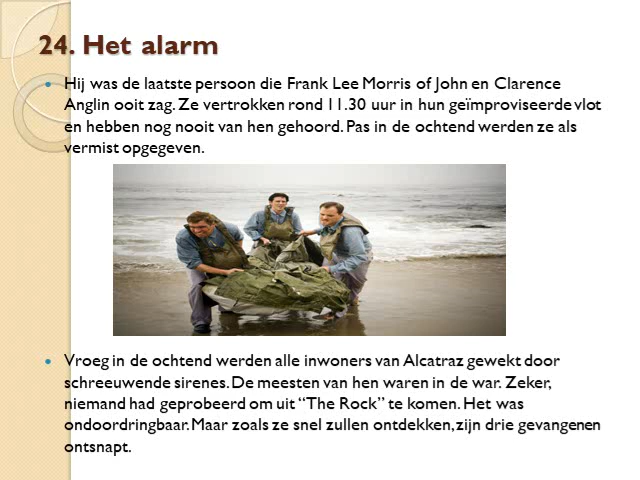 24. Het alarm
Hij was de laatste persoon die Frank Lee Morris of John en Clarence
Anglin ooit zag. Ze vertrokken rond 11.30 uur in hun geïmproviseerde vlot
en hebben nog nooit van hen gehoord. Pas in de ochtend werden ze als
vermist opgegeven.
Vroeg in de ochtend werden alle inwoners van Alcatraz gewekt door
schreeuwende sirenes. De meesten van hen waren in de war. Zeker,
niemand had geprobeerd om uit “The Rock” te komen. Het was
ondoordringbaar. Maar zoals ze snel zullen ontdekken, zijn drie gevangenen
ontsnapt.